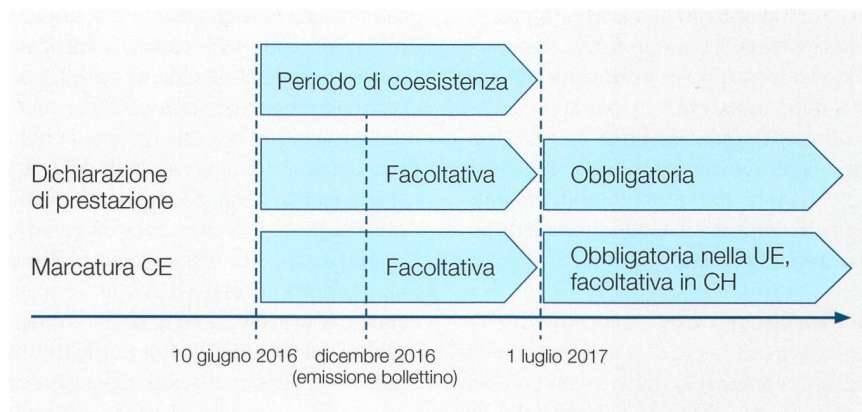 Periodo di coesistenza
Dichiarazione
di prestazione
Facoltativa
Obbligatoria
Marcatura CE
Facoltativa
Obbligatoria nella UE,
facoltativa in CH
10 giugno 2016
dicembre 2016
(emissione bollettino)
1 luglio 2017